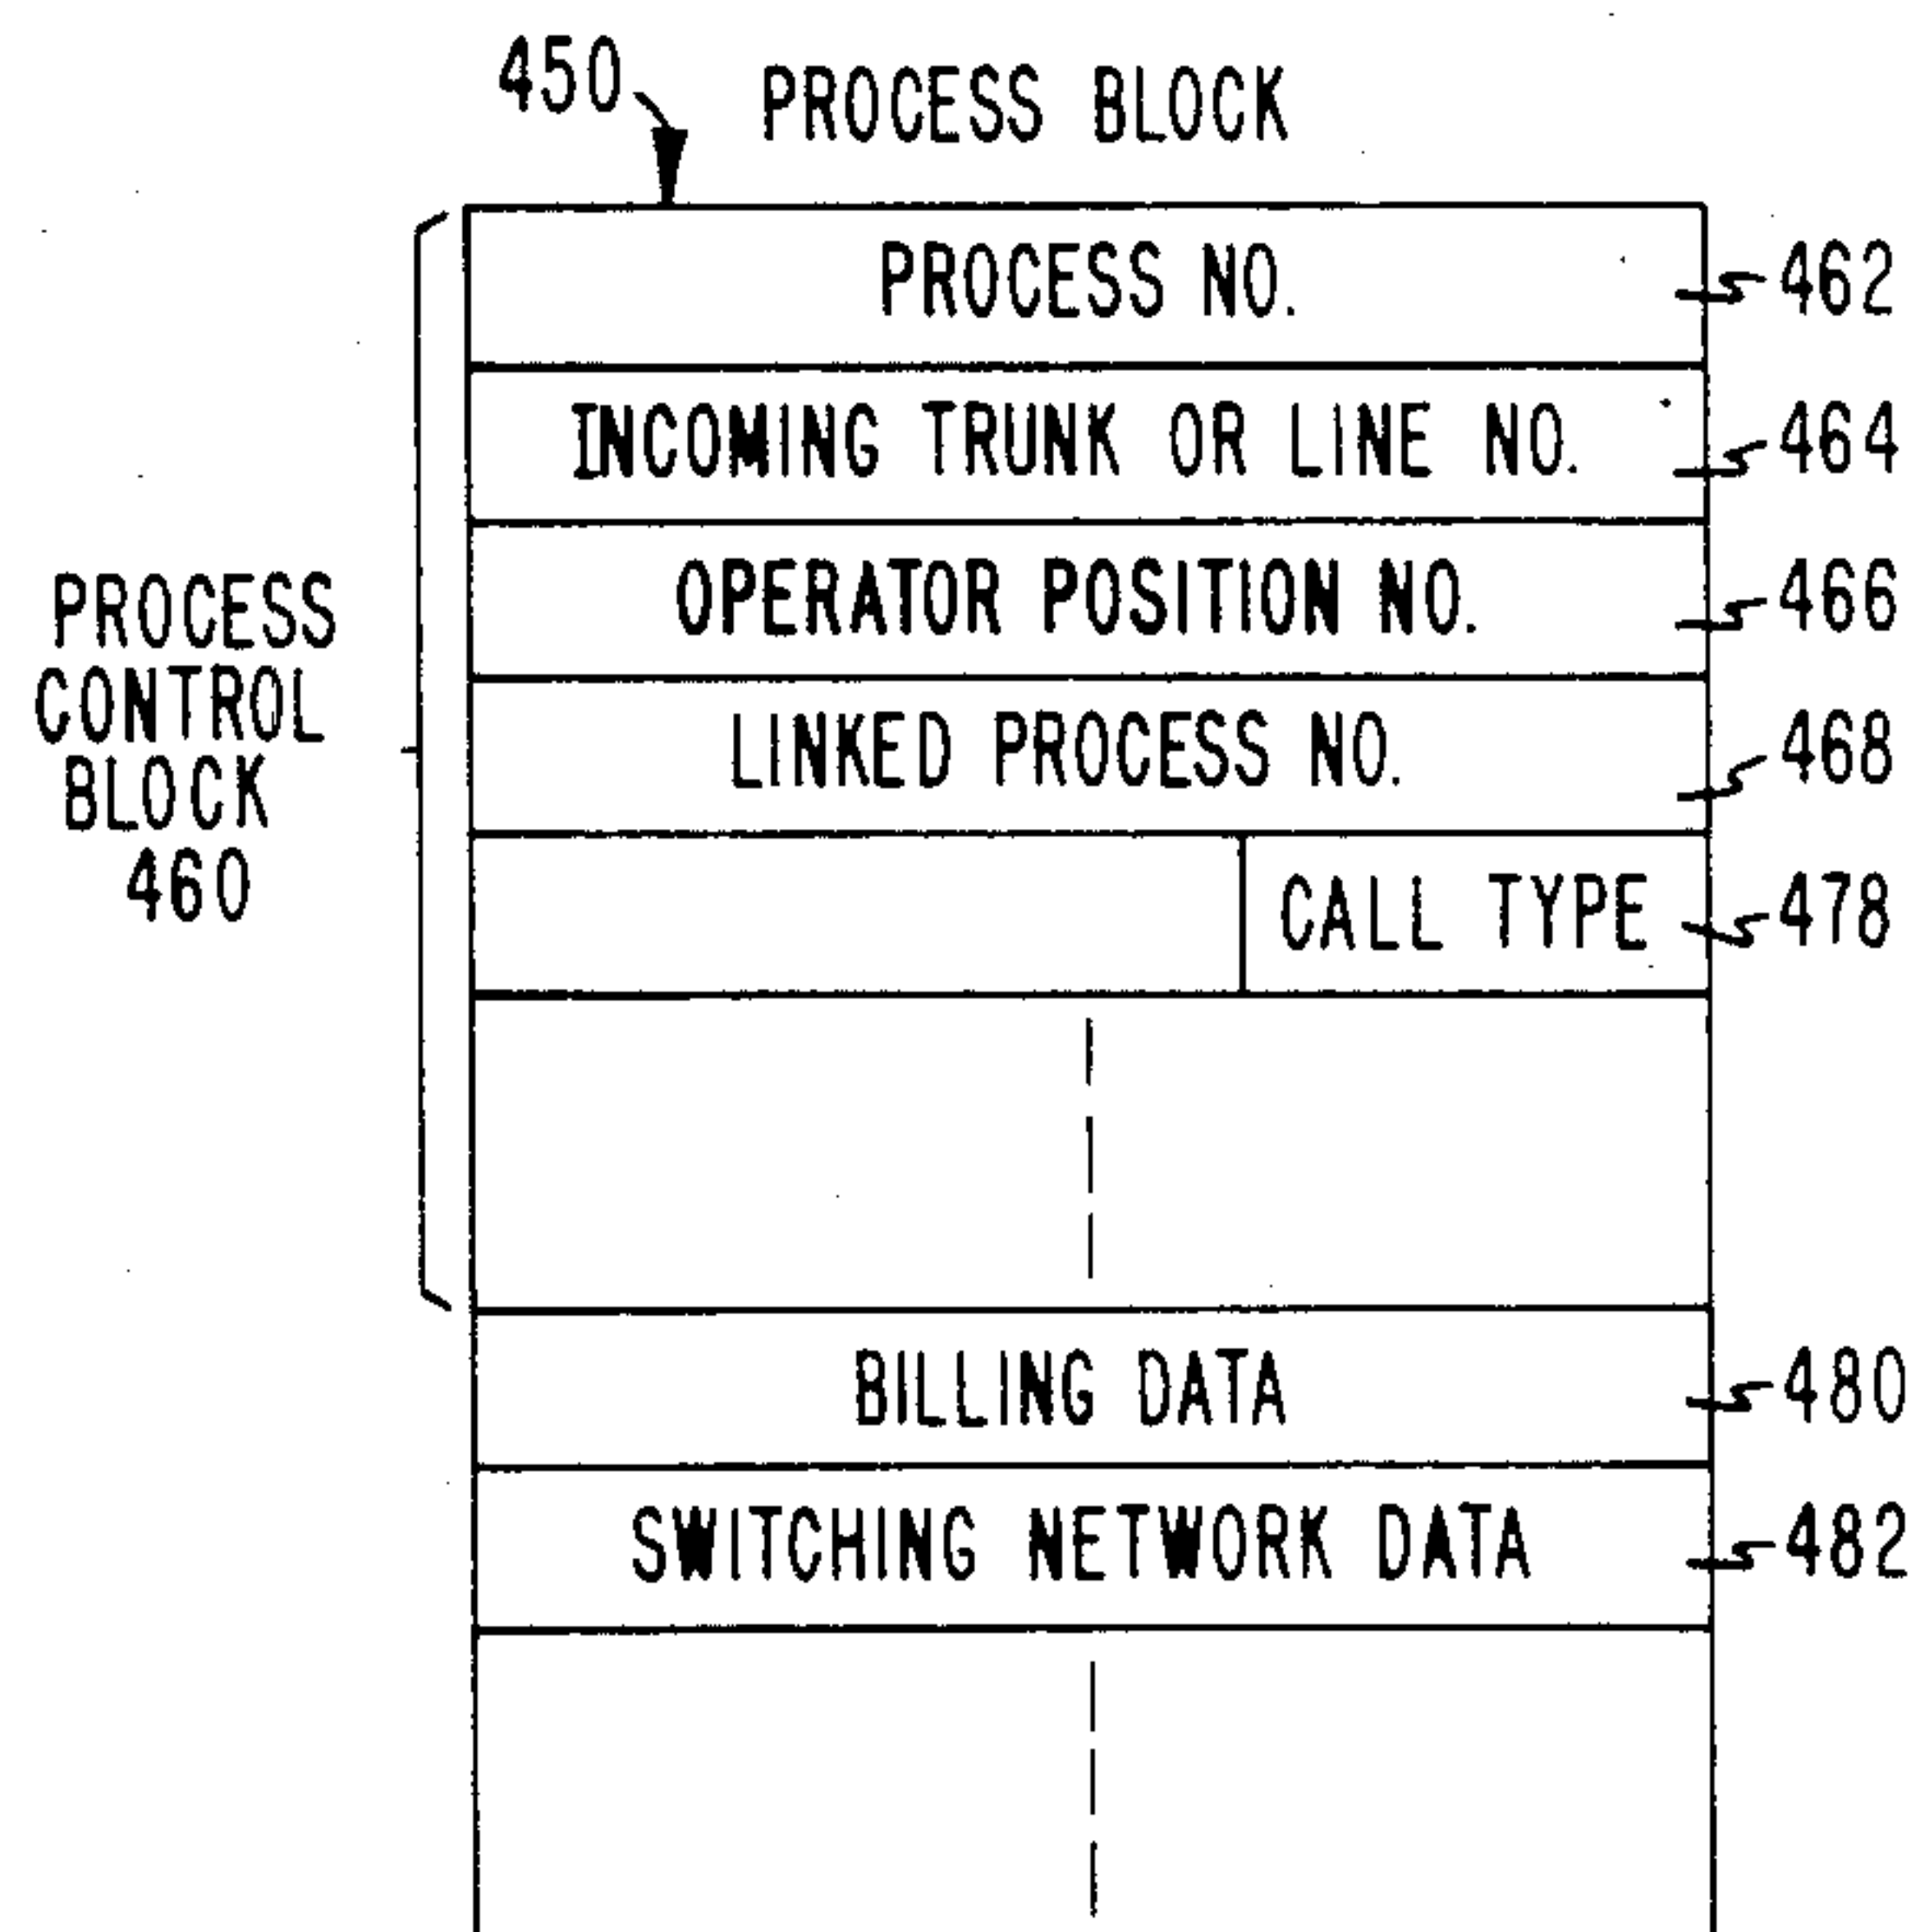 450 PROCESS BLOCK
PROCESS NO. 462
INCOMING TRUNK OR LINE NO. 464
OPERATOR POSITION NO. 466
LINKED PROCESS NO. 468
PROCESS
CONTROL
BLOCK
460
CALL TYPE 478
BILLING DATA 480
SWITCHING NETWORK DATA 482